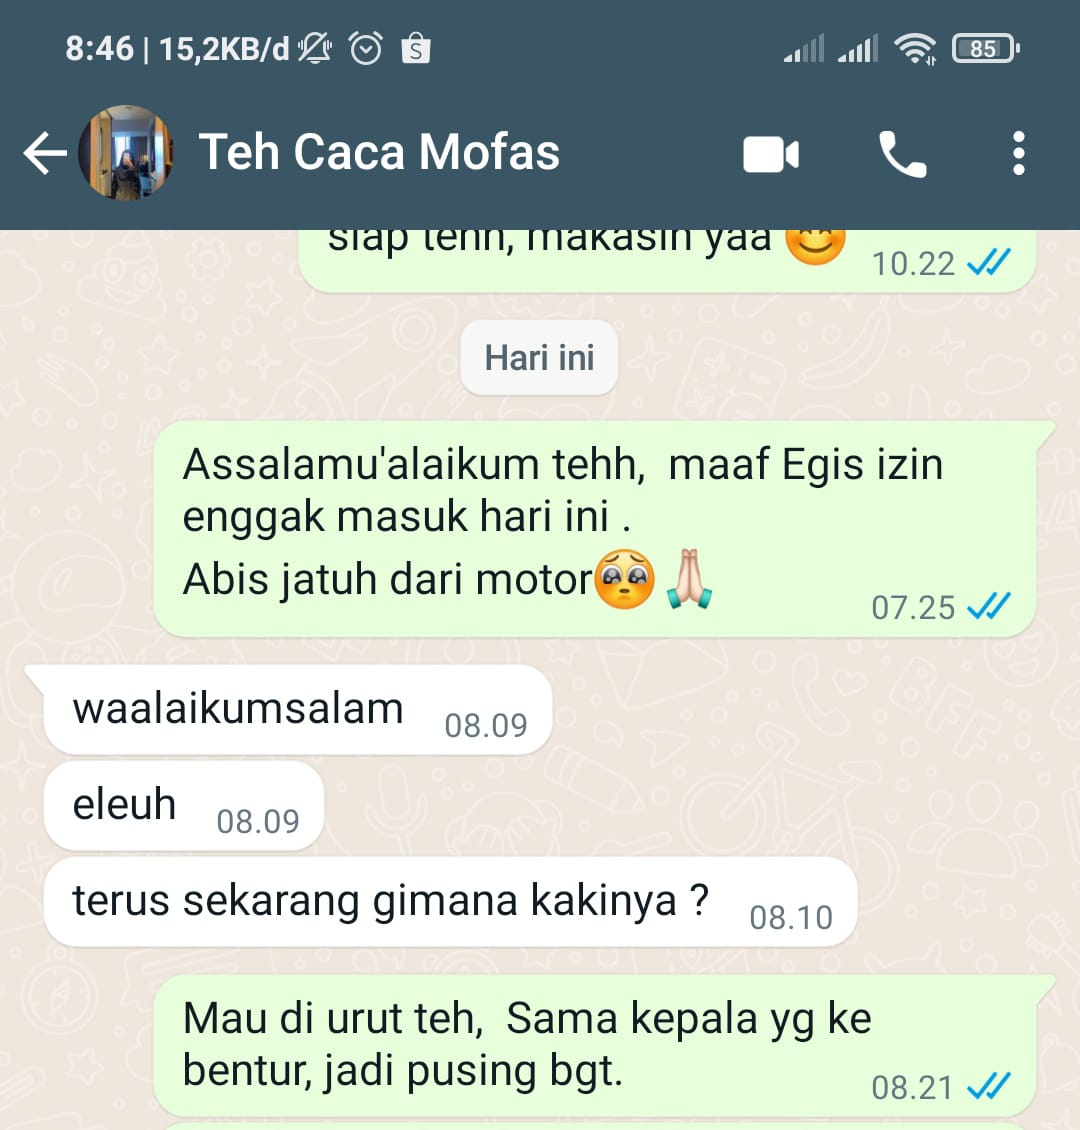 8:46 | 15,2KB/d
S
85
Teh Caca Mofas
siap tehh, makasih yaa 😊
10.22
Hari ini
Assalamu'alaikum tehh, maaf Egis izin
enggak masuk hari ini .
Abis jatuh dari motor🥺🙏🏻
07.25
waalaikumsalam
08.09
eleuh
08.09
terus sekarang gimana kakinya ?
08.10
Mau di urut teh, Sama kepala yg ke
bentur, jadi pusing bgt.
08.21